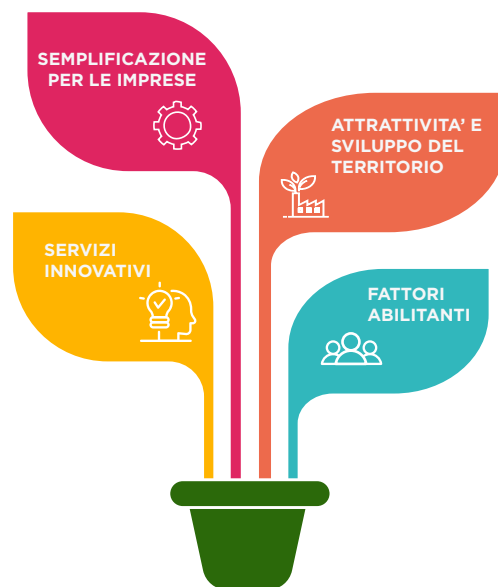 SEMPLIFICAZIONE
PER LE IMPRESE
ATTRATTIVITA' E
SVILUPPO DEL
TERRITORIO
SERVIZI
INNOVATIVI
FATTORI
ABILITANTI